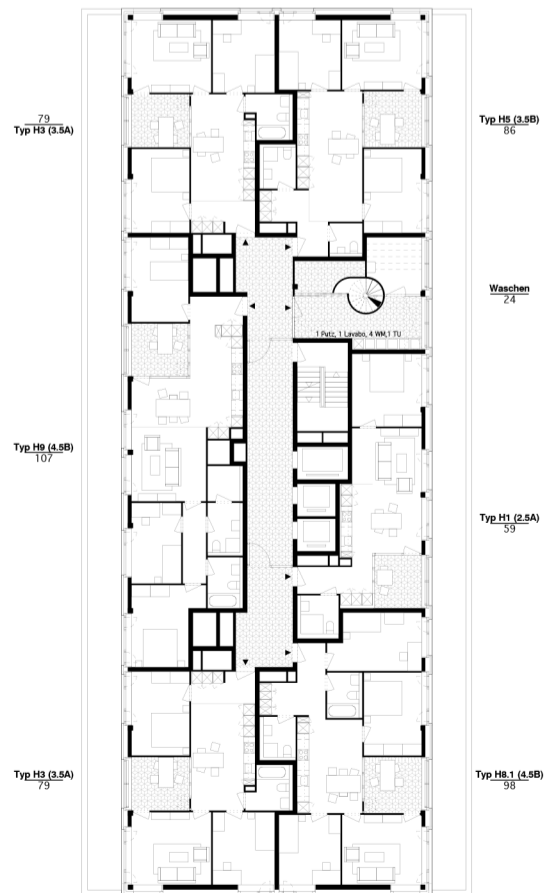 79
Typ H3 (3.5A)
Typ H5 (3.5B)
86
Waschen
24
1 Putz, 1 Lavabo, 4 WM,1 TU
Typ H9 (4.5B)
107
Typ H1 (2.5A)
59
Typ H3 (3.5A)
79
Typ H8.1 (4.5B)
98